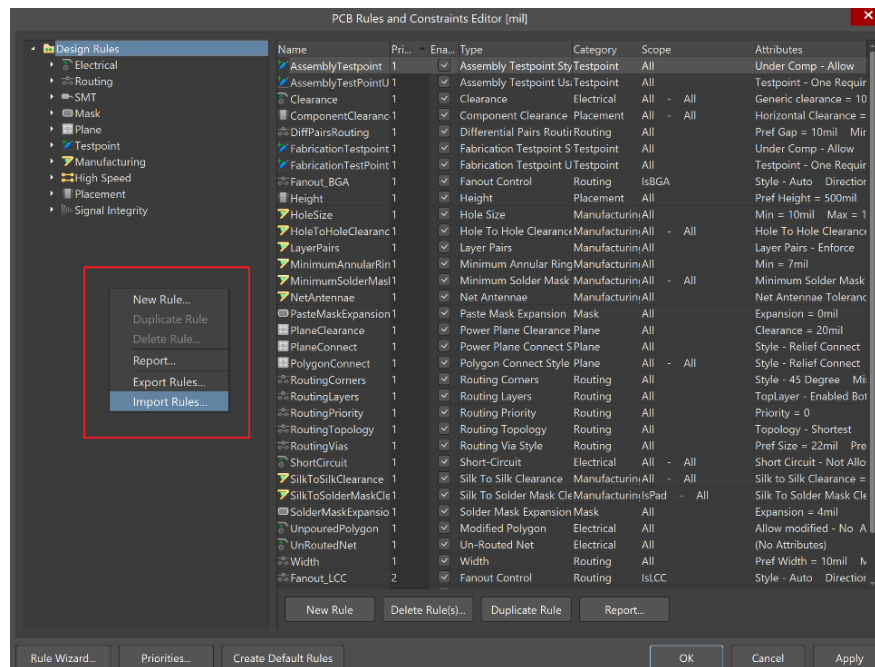 PCB Rules and Constraints Editor [mil]
Design Rules
Electrical
Routing
SMT
Mask
Plane
Testpoint
Manufacturing
High Speed
Placement
Signal Integrity
New Rule...
Duplicate Rule
Delete Rule...
Report...
Export Rules...
Import Rules...
Name Pri... Ena... Type Category Scope Attributes
AssemblyTestpoint 1 Assembly Testpoint Sty Testpoint All Under Comp - Allow
AssemblyTestPointU 1 Assembly Testpoint Usa Testpoint All Testpoint - One Requir
Clearance 1 Clearance Electrical All - All Generic clearance = 10
ComponentClearanc 1 Component Clearance Placement All - All Horizontal Clearance =
DiffPairsRouting 1 Differential Pairs Routin Routing All Pref Gap = 10mil Mir
FabricationTestpoint 1 Fabrication Testpoint S Testpoint All Under Comp - Allow
FabricationTestPoint 1 Fabrication Testpoint U Testpoint All Testpoint - One Requir
Fanout_BGA 1 Fanout Control Routing IsBGA Style - Auto Direction
Height 1 Height Placement All Pref Height = 500mil
HoleSize 1 Hole Size Manufacturing All Min = 10mil Max = 1
HoleToHoleClearanc 1 Hole To Hole Clearance Manufacturing All - All Hole To Hole Clearance
LayerPairs 1 Layer Pairs Manufacturing All Layer Pairs - Enforce
MinimumAnnularRin 1 Minimum Annular Ring Manufacturing All Min = 7mil
MinimumSolderMasl 1 Minimum Solder Mask Manufacturing All - All Minimum Solder Mask
NetAntennae 1 Net Antennae Manufacturing All Net Antennae Toleranc
PasteMaskExpansion 1 Paste Mask Expansion Mask All Expansion = 0mil
PlaneClearance 1 Power Plane Clearance Plane All Clearance = 20mil
PlaneConnect 1 Power Plane Connect S Plane All Style - Relief Connect
PolygonConnect 1 Polygon Connect Style Plane All - All Style - Relief Connect
RoutingCorners 1 Routing Corners Routing All Style - 45 Degree Mi
RoutingLayers 1 Routing Layers Routing All TopLayer - Enabled Bot
RoutingPriority 1 Routing Priority Routing All Priority = 0
RoutingTopology 1 Routing Topology Routing All Topology - Shortest
RoutingVias 1 Routing Via Style Routing All Pref Size = 22mil Pre
ShortCircuit 1 Short-Circuit Electrical All - All Short Circuit - Not Allo
SilkToSilkClearance 1 Silk To Silk Clearance Manufacturing All - All Silk to Silk Clearance =
SilkToSolderMaskCle 1 Silk To Solder Mask Cle Manufacturing IsPad - All Silk To Solder Mask Cle
SolderMaskExpansio 1 Solder Mask Expansion Mask All Expansion = 4mil
UnpouredPolygon 1 Modified Polygon Electrical All Allow modified - No A
UnRoutedNet 1 Un-Routed Net Electrical All (No Attributes)
Width 1 Width Routing All Pref Width = 10mil
Fanout_LCC 2 Fanout Control Routing IsLCC Style - Auto Direction
New Rule Delete Rule(s)... Duplicate Rule Report...
Rule Wizard... Priorities... Create Default Rules OK Cancel Apply